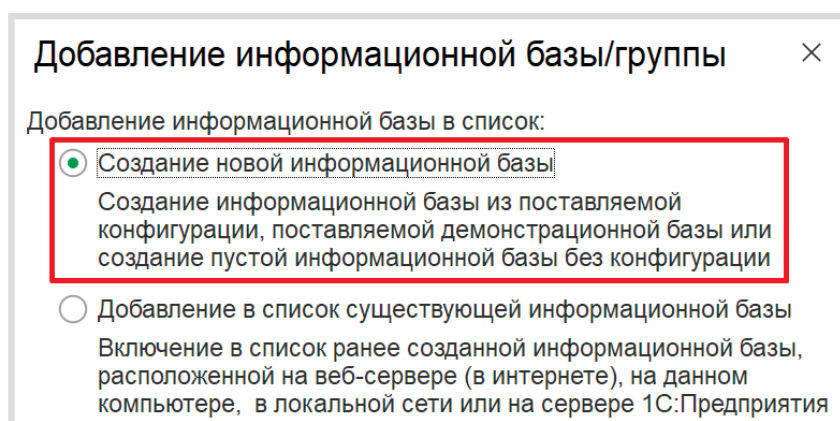 Добавление информационной базы/группы
Добавление информационной базы в список:
Создание новой информационной базы
Создание информационной базы из поставляемой
конфигурации, поставляемой демонстрационной базы или
создание пустой информационной базы без конфигурации
Добавление в список существующей информационной базы
Включение в список ранее созданной информационной базы,
расположенной на веб-сервере (в интернете), на данном
компьютере, в локальной сети или на сервере 1С:Предприятия